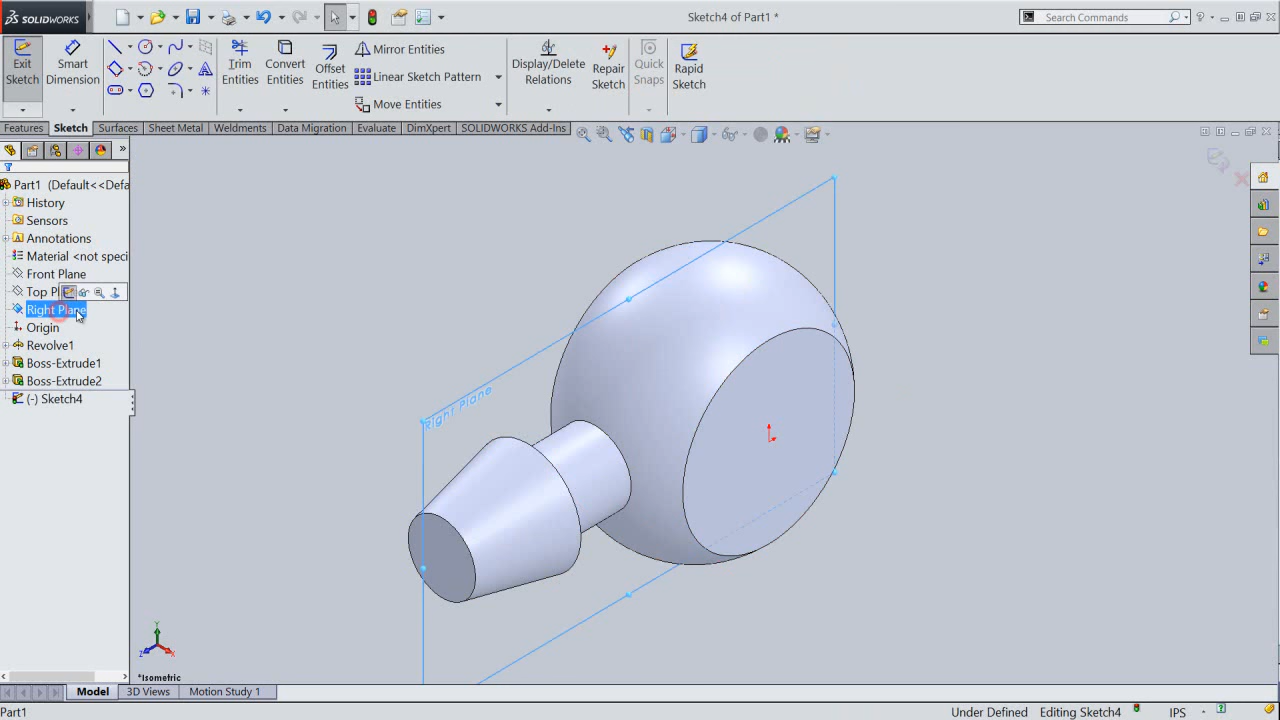 SOLIDWORKS
Sketch4 of Part1 *
Search Commands
Exit Sketch
Smart Dimension
Trim Entities
Convert Entities
Offset Entities
Mirror Entities
Linear Sketch Pattern
Move Entities
Display/Delete Relations
Repair Sketch
Quick Snaps
Rapid Sketch
Features
Sketch
Surfaces
Sheet Metal
Weldments
Data Migration
Evaluate
DimXpert
SOLIDWORKS Add-Ins
Part1 (Default<<Defa
History
Sensors
Annotations
Material <not speci
Front Plane
Top Pl
Right Plane
Origin
Revolve1
Boss-Extrude1
Boss-Extrude2
(-) Sketch4
Right Plane
Y
Z
X
*Isometric
Model
3D Views
Motion Study 1
Part1
Under Defined
Editing Sketch4
IPS